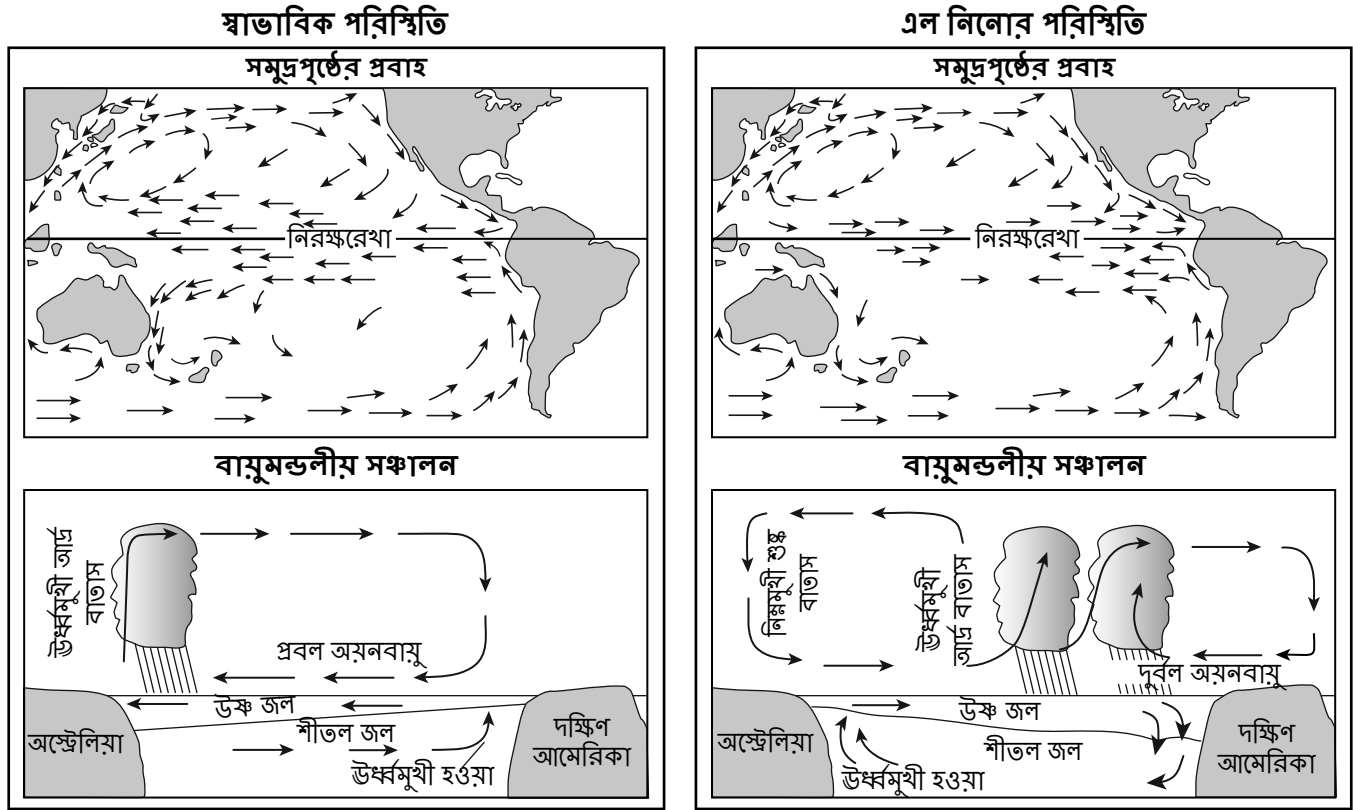 স্বাভাবিক পরিস্থিতি
সমুদ্রপৃষ্ঠের প্রবাহ
নিরক্ষরেখা
বায়ুমন্ডলীয় সঞ্চালন
ঊর্ধ্বমুখী আর্দ্র
বাতাস
প্রবল অয়নবায়ু
উষ্ণ জল
শীতল জল
অস্ট্রেলিয়া
ঊর্ধ্বমুখী হওয়া
দক্ষিণ
আমেরিকা
এল নিনোর পরিস্থিতি
সমুদ্রপৃষ্ঠের প্রবাহ
নিরক্ষরেখা
বায়ুমন্ডলীয় সঞ্চালন
নিম্নমুখী শুষ্ক
বাতাস
ঊর্ধ্বমুখী
আর্দ্র বাতাস
দুর্বল অয়নবায়ু
উষ্ণ জল
শীতল জল
অস্ট্রেলিয়া
ঊর্ধ্বমুখী হওয়া
দক্ষিণ
আমেরিকা